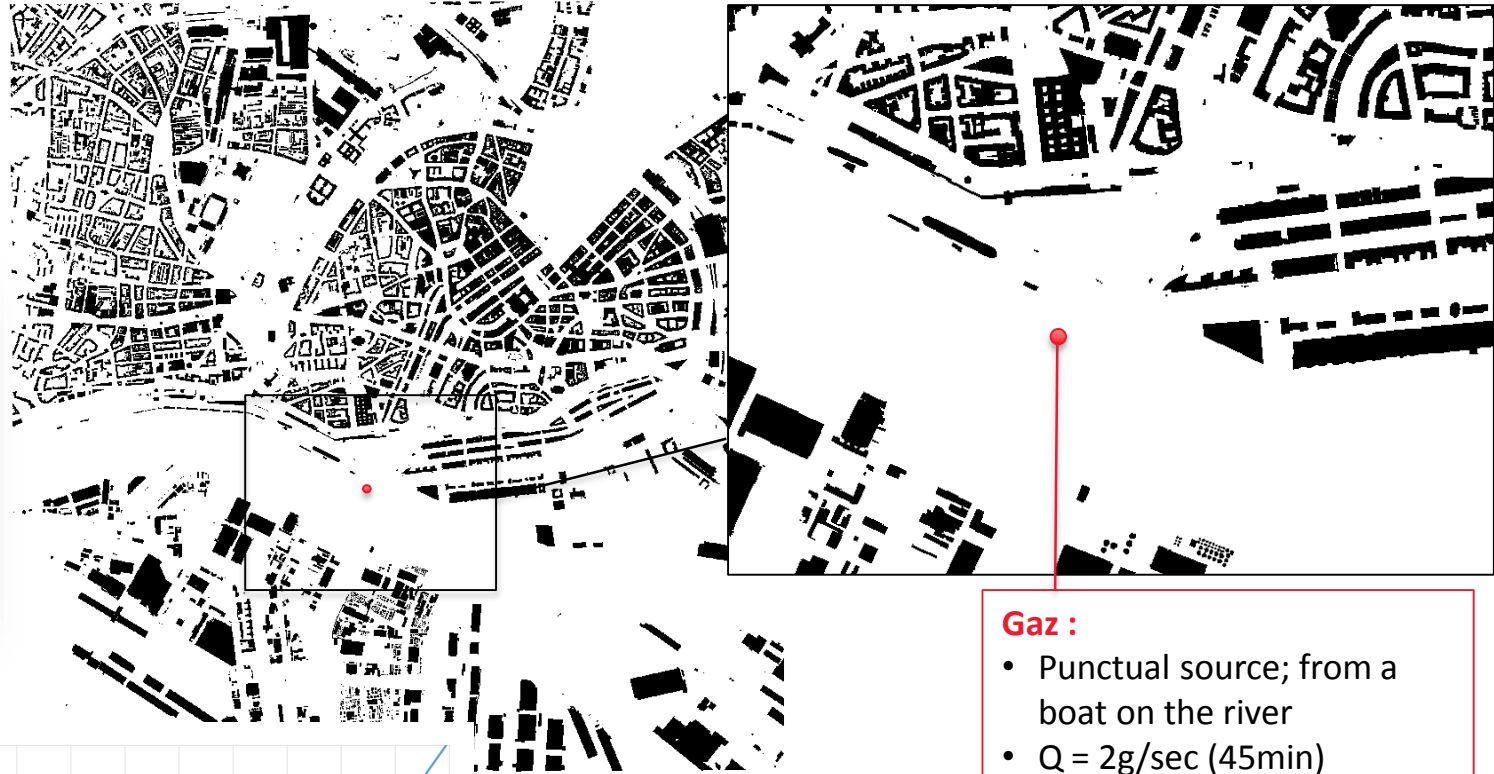 Gaz :
• Punctual source; from a
boat on the river
• Q = 2g/sec (45min)